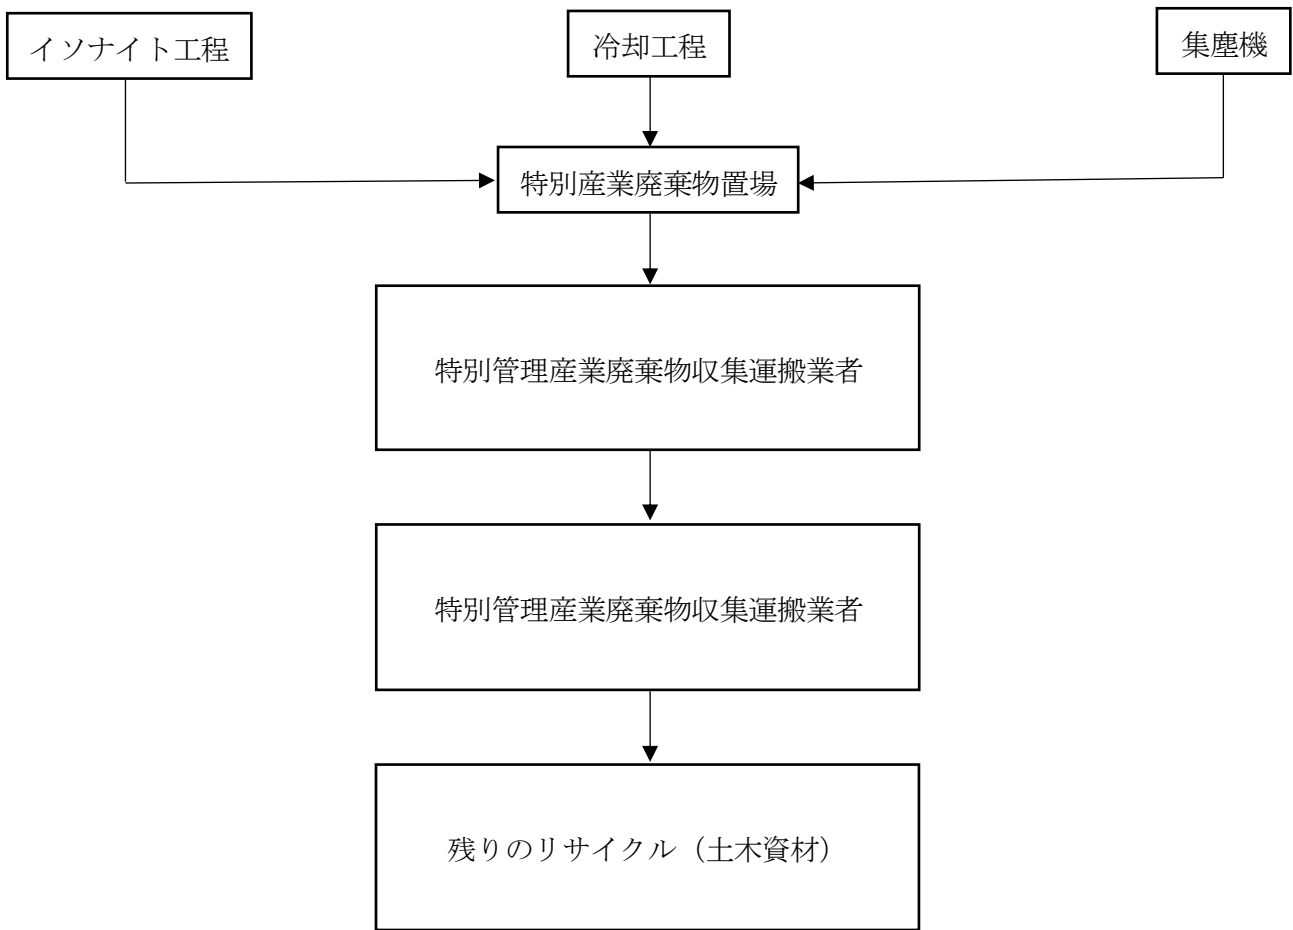 イソナイト工程
冷却工程
集塵機
特別産業廃棄物置場
特別管理産業廃棄物収集運搬業者
特別管理産業廃棄物収集運搬業者
残りのリサイクル（土木資材）